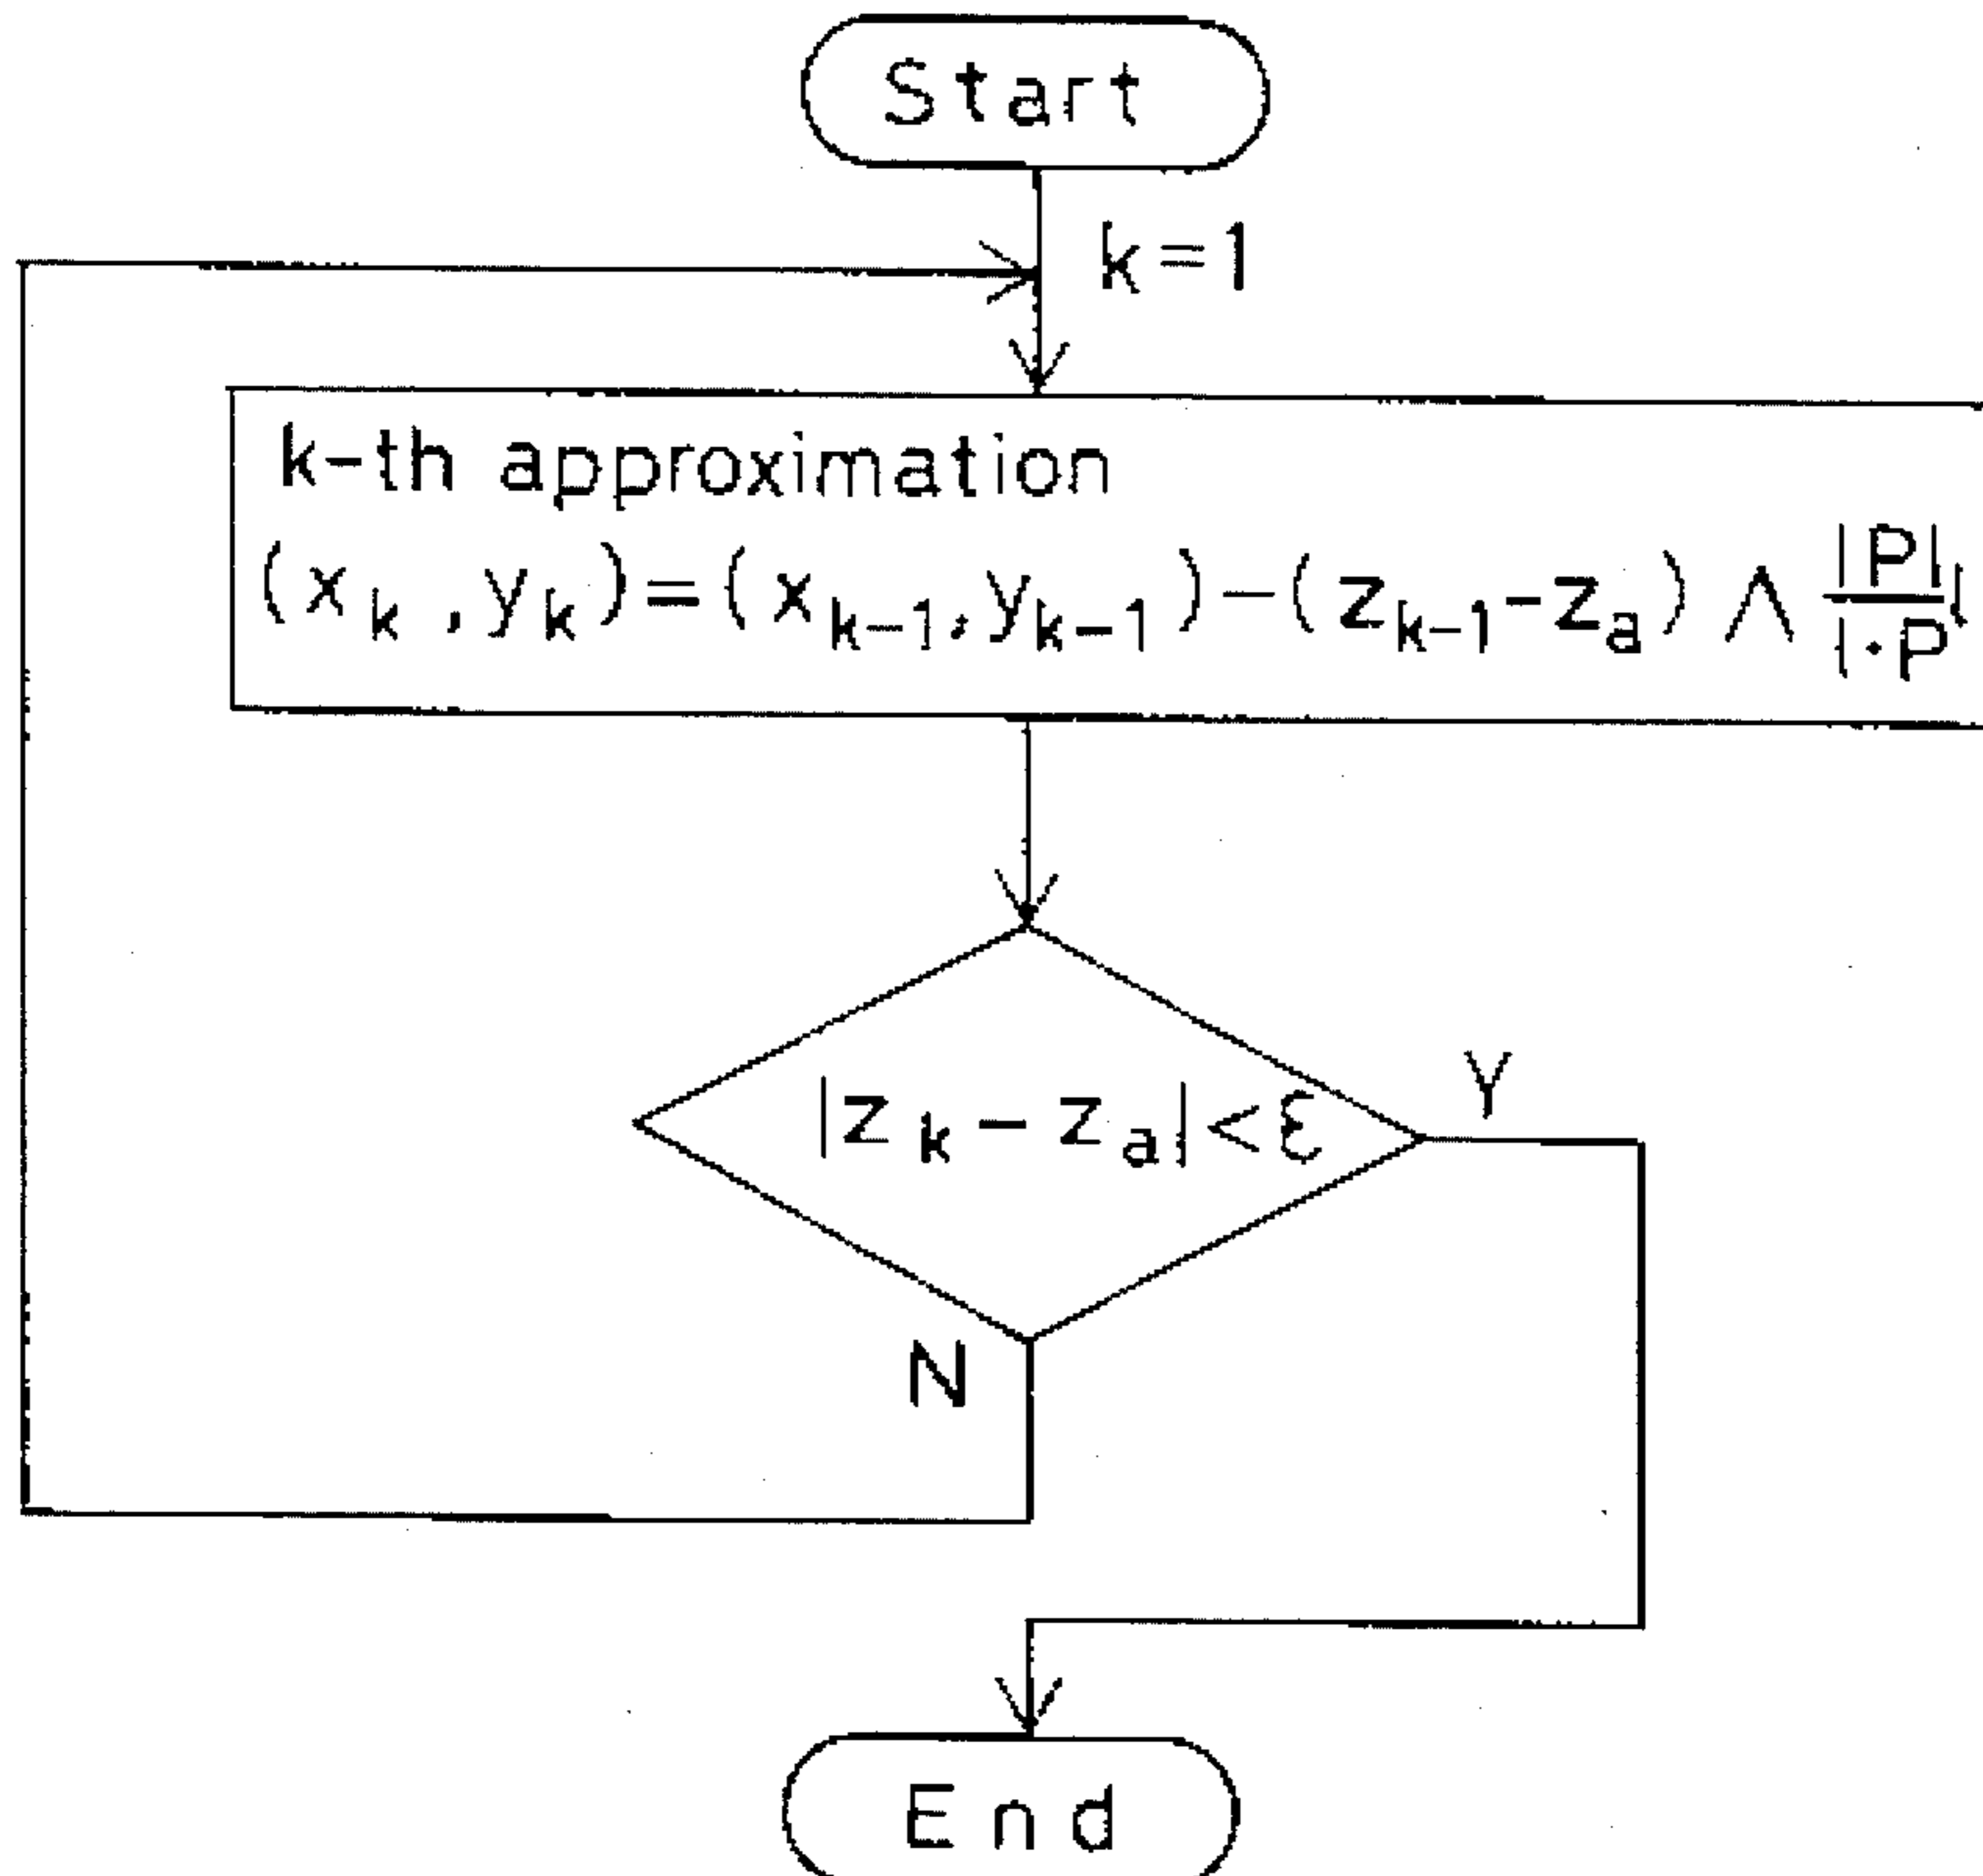 Start
k=1
k-th approximation
(x_k,y_k)=(x_{k-1},y_{k-1})-(z_{k-1}-z_a)∧
|z_k-z_a|<ε
Y
N
End